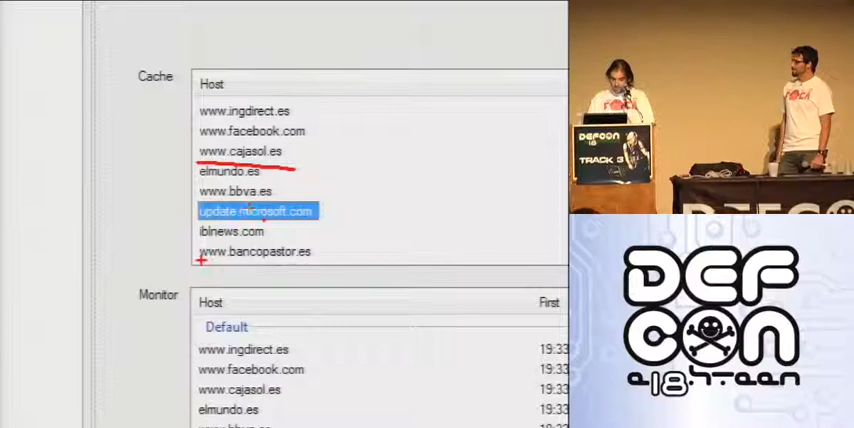 Cache
Host
www.ingdirect.es
www.facebook.com
www.cajasol.es
elmundo.es
www.bbva.es
update.microsoft.com
iblnews.com
www.bancopastor.es
Monitor
Host
First
Default
www.ingdirect.es
19:33
www.facebook.com
19:33
www.cajasol.es
19:33
elmundo.es
19:33
FOCA
FOCA
DEFCON
TRACK 3
DEF
CON
e18hteen